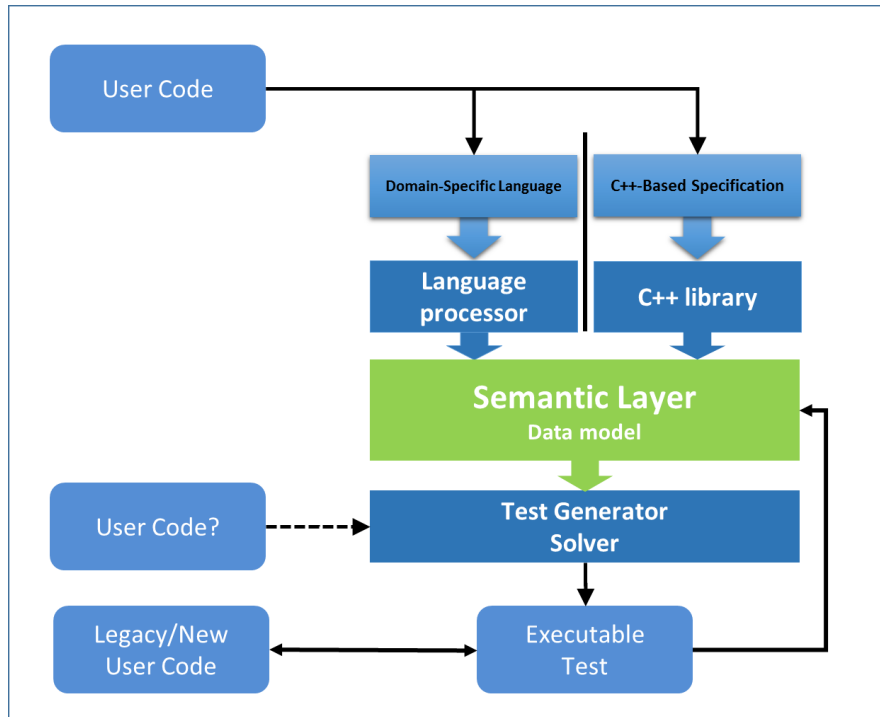 User Code
Domain-Specific Language
C++-Based Specification
Language
processor
C++ library
Semantic Layer
Data model
User Code?
Test Generator
Solver
Legacy/New
User Code
Executable
Test